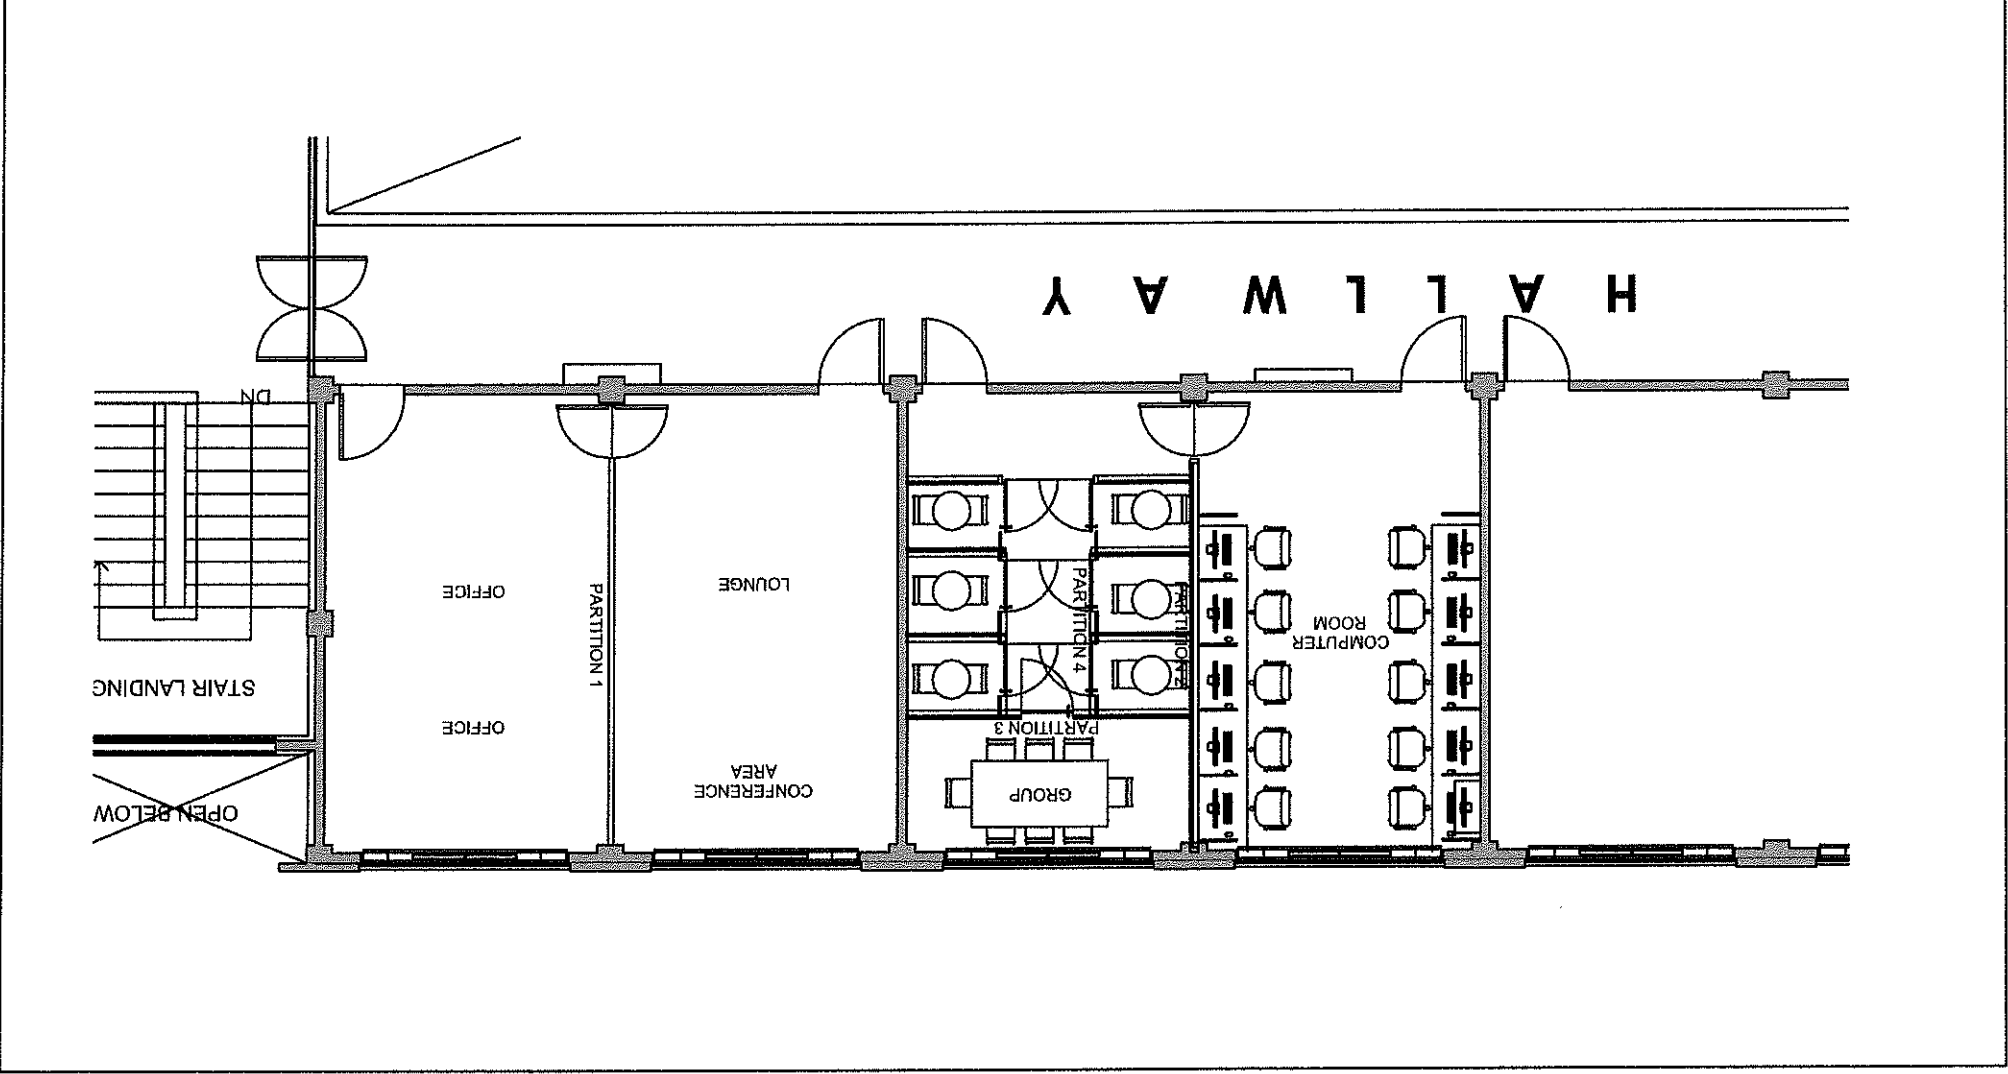 HALLWAY
DN
OFFICE
OFFICE
PARTITION 1
LOUNGE
CONFERENCE
AREA
PARTITION 4
PARTITION 2
PARTITION 3
GROUP
COMPUTER
ROOM
STAIR LANDING
OPEN BELOW